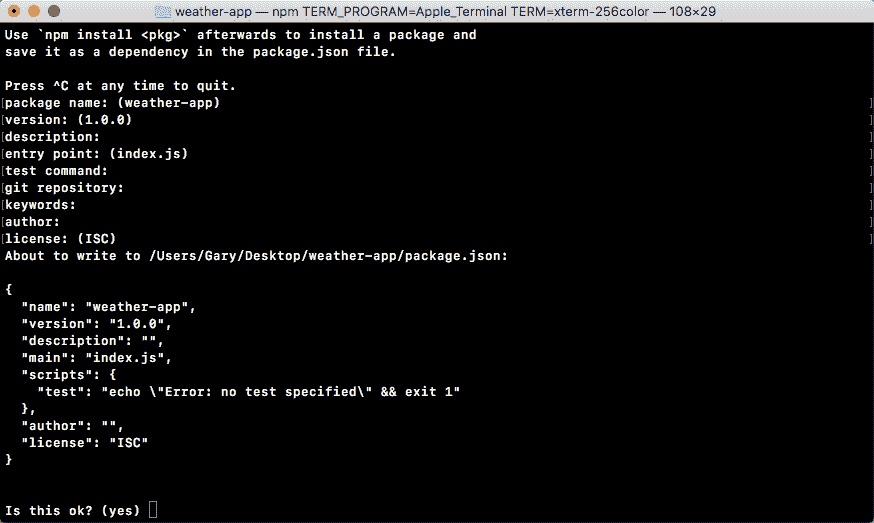 weather-app — npm TERM_PROGRAM=Apple_Terminal TERM=xterm-256color — 108×29
Use `npm install <pkg>` afterwards to install a package and
save it as a dependency in the package.json file.
Press ^C at any time to quit.
[package name: (weather-app) ]
[version: (1.0.0) ]
[description: ]
[entry point: (index.js) ]
[test command: ]
[git repository: ]
[keywords: ]
[author: ]
[license: (ISC) ]
About to write to /Users/Gary/Desktop/weather-app/package.json:
{
  "name": "weather-app",
  "version": "1.0.0",
  "description": "",
  "main": "index.js",
  "scripts": {
    "test": "echo \"Error: no test specified\" && exit 1"
  },
  "author": "",
  "license": "ISC"
}
Is this ok? (yes)